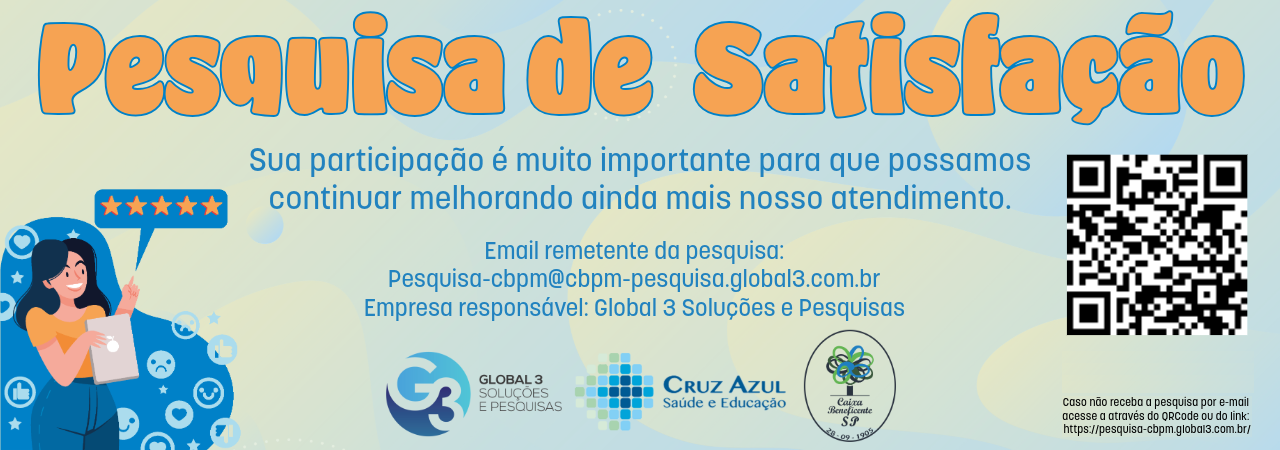 Pesquisa de Satisfação
Sua participação é muito importante para que possamos
continuar melhorando ainda mais nosso atendimento.
Email remetente da pesquisa:
Pesquisa-cbpm@cbpm-pesquisa.global3.com.br
Empresa responsável: Global 3 Soluções e Pesquisas
G3
GLOBAL 3
SOLUÇÕES
E PESQUISAS
CRUZ AZUL
Saúde e Educação
Caixa
Beneficente
SP
28-09-1905
Caso não receba a pesquisa por e-mail
acesse a através do QRCode ou do link:
https://pesquisa-cbpm.global3.com.br/